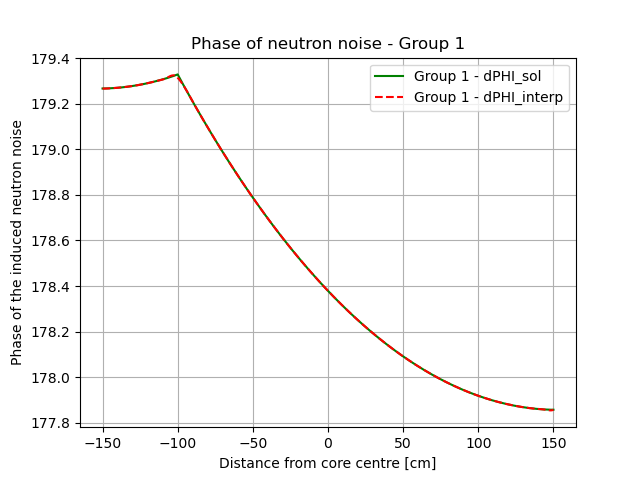 Phase of neutron noise - Group 1
Group 1 - dPHI_sol
Group 1 - dPHI_interp
Phase of the induced neutron noise
179.4
179.2
179.0
178.8
178.6
178.4
178.2
178.0
177.8
−150 −100 −50 0 50 100 150
Distance from core centre [cm]